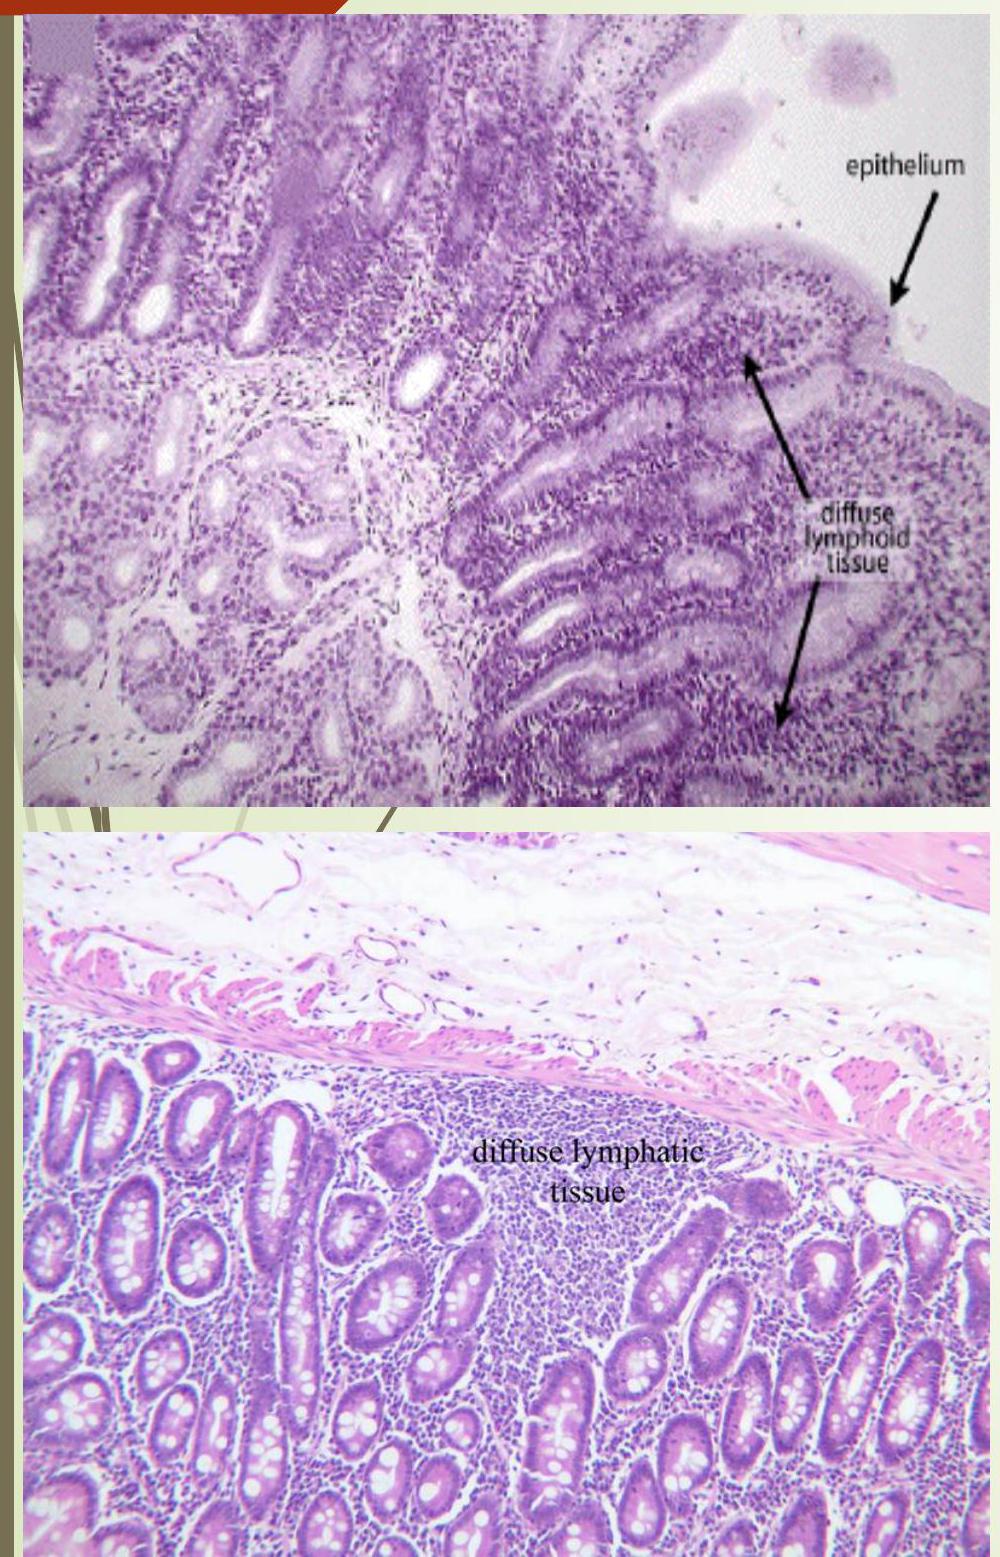 epithelium
diffuse
lymphoid
tissue
diffuse lymphatic
tissue